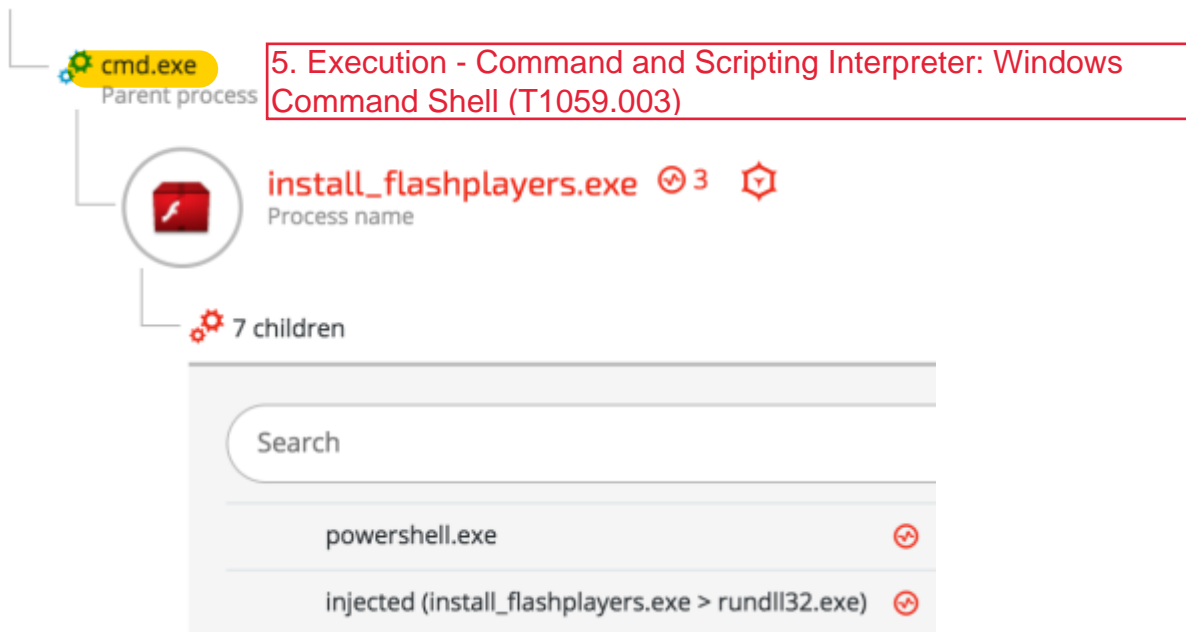 cmd.exe
Parent process
5. Execution - Command and Scripting Interpreter: Windows
Command Shell (T1059.003)
install_flashplayers.exe 3
Process name
7 children
Search
powershell.exe
injected (install_flashplayers.exe > rundll32.exe)